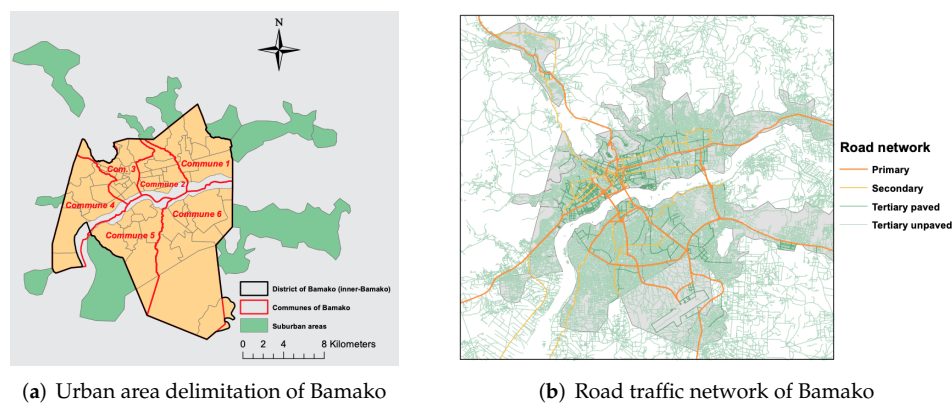 N
Commune 1
Com. 3
Commune 2
Commune 4
Commune 6
Commune 5
District of Bamako (inner-Bamako)
Communes of Bamako
Suburban areas
0 2 4 8 Kilometers
(a) Urban area delimitation of Bamako
Road network
Primary
Secondary
Tertiary paved
Tertiary unpaved
(b) Road traffic network of Bamako